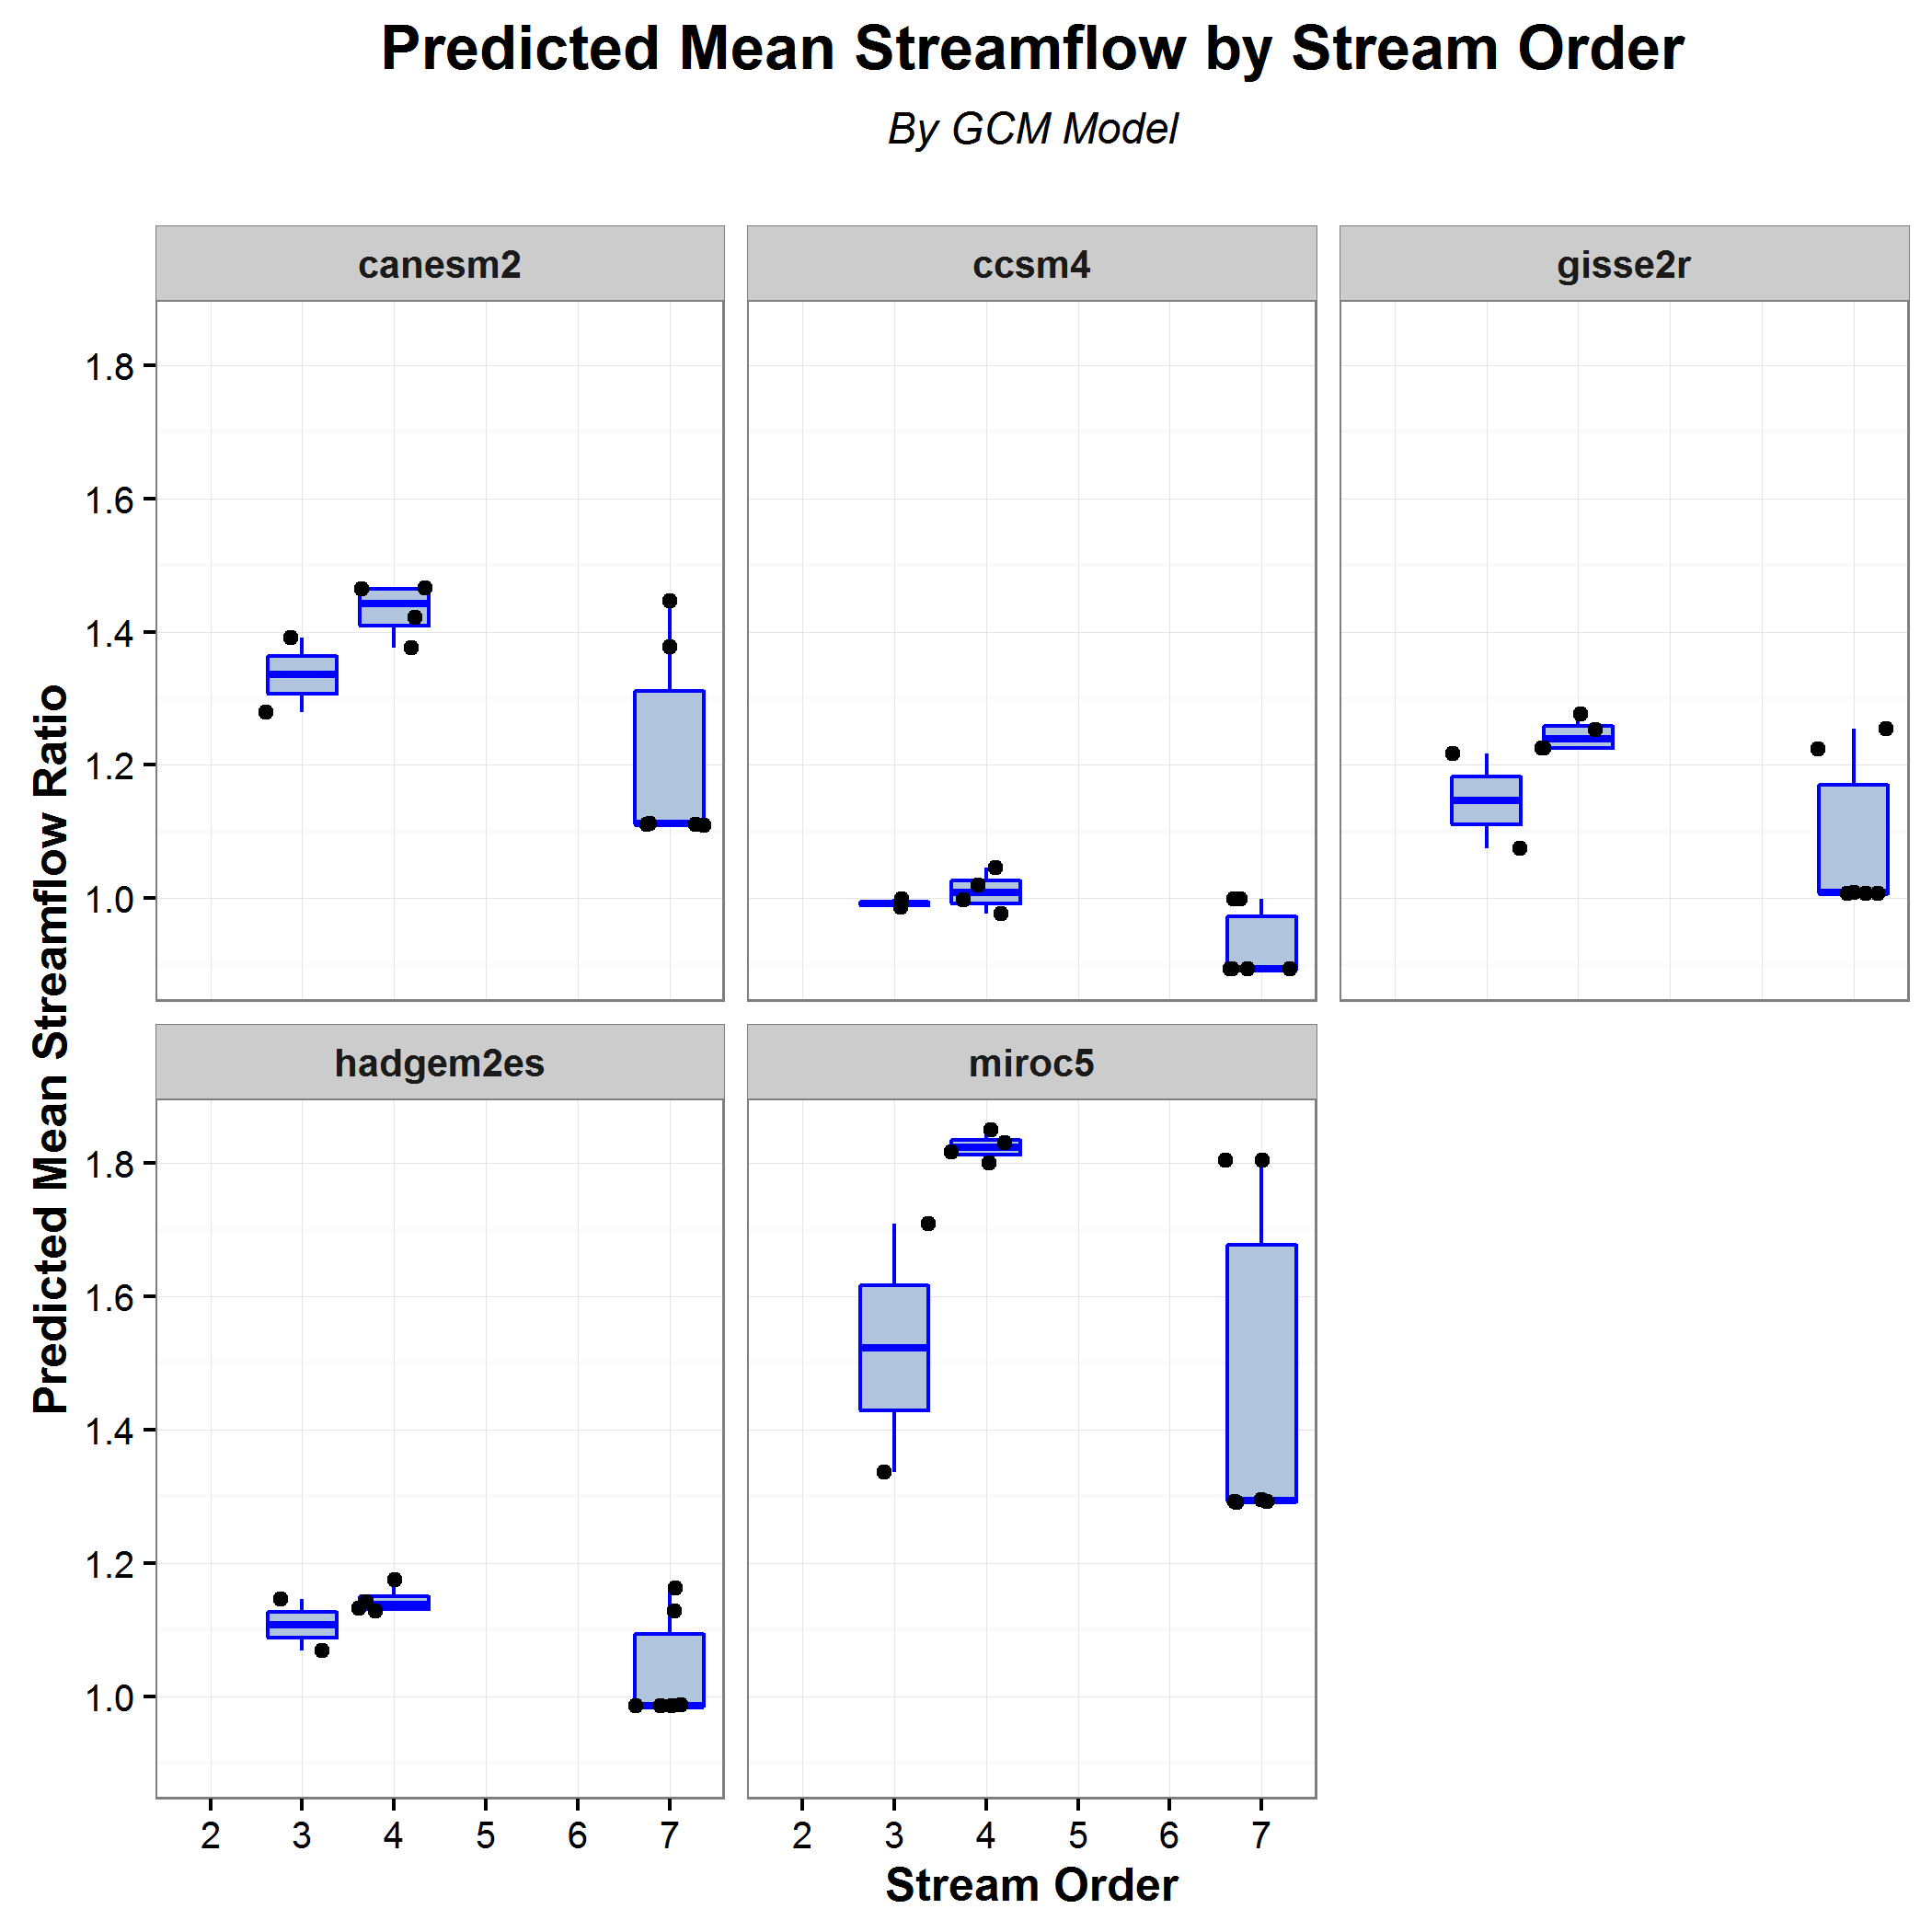 Predicted Mean Streamflow by Stream Order
By GCM Model
canesm2
ccsm4
gisse2r
1.8
1.6
1.4
1.2
1.0
Predicted Mean Streamflow Ratio
hadgem2es
miroc5
1.8
1.6
1.4
1.2
1.0
2 3 4 5 6 7
2 3 4 5 6 7
Stream Order